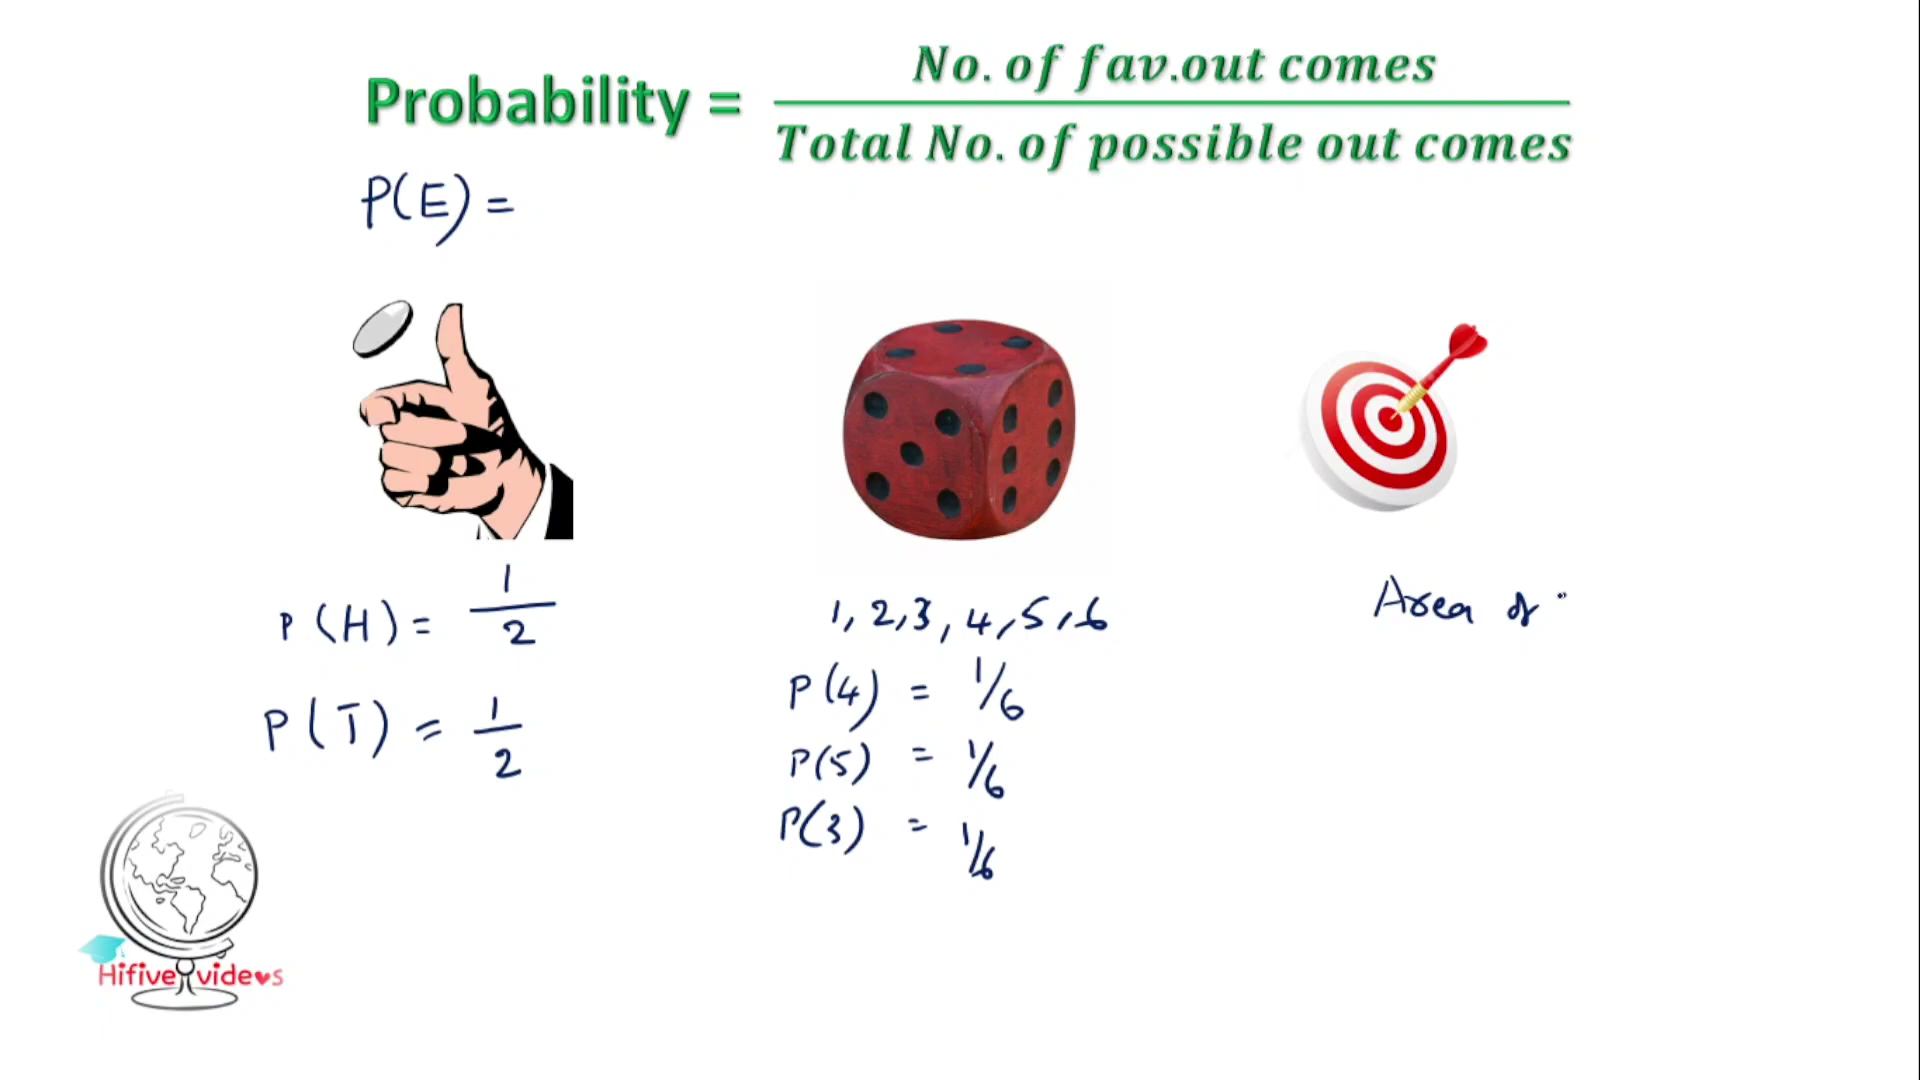 Probability = No. of fav.out comes
Total No. of possible out comes
P(E) =
P(H) = 1/2
P(T) = 1/2
1, 2, 3, 4, 5, 6
P(4) = 1/6
P(5) = 1/6
P(3) = 1/6
Area of
Hifive videos